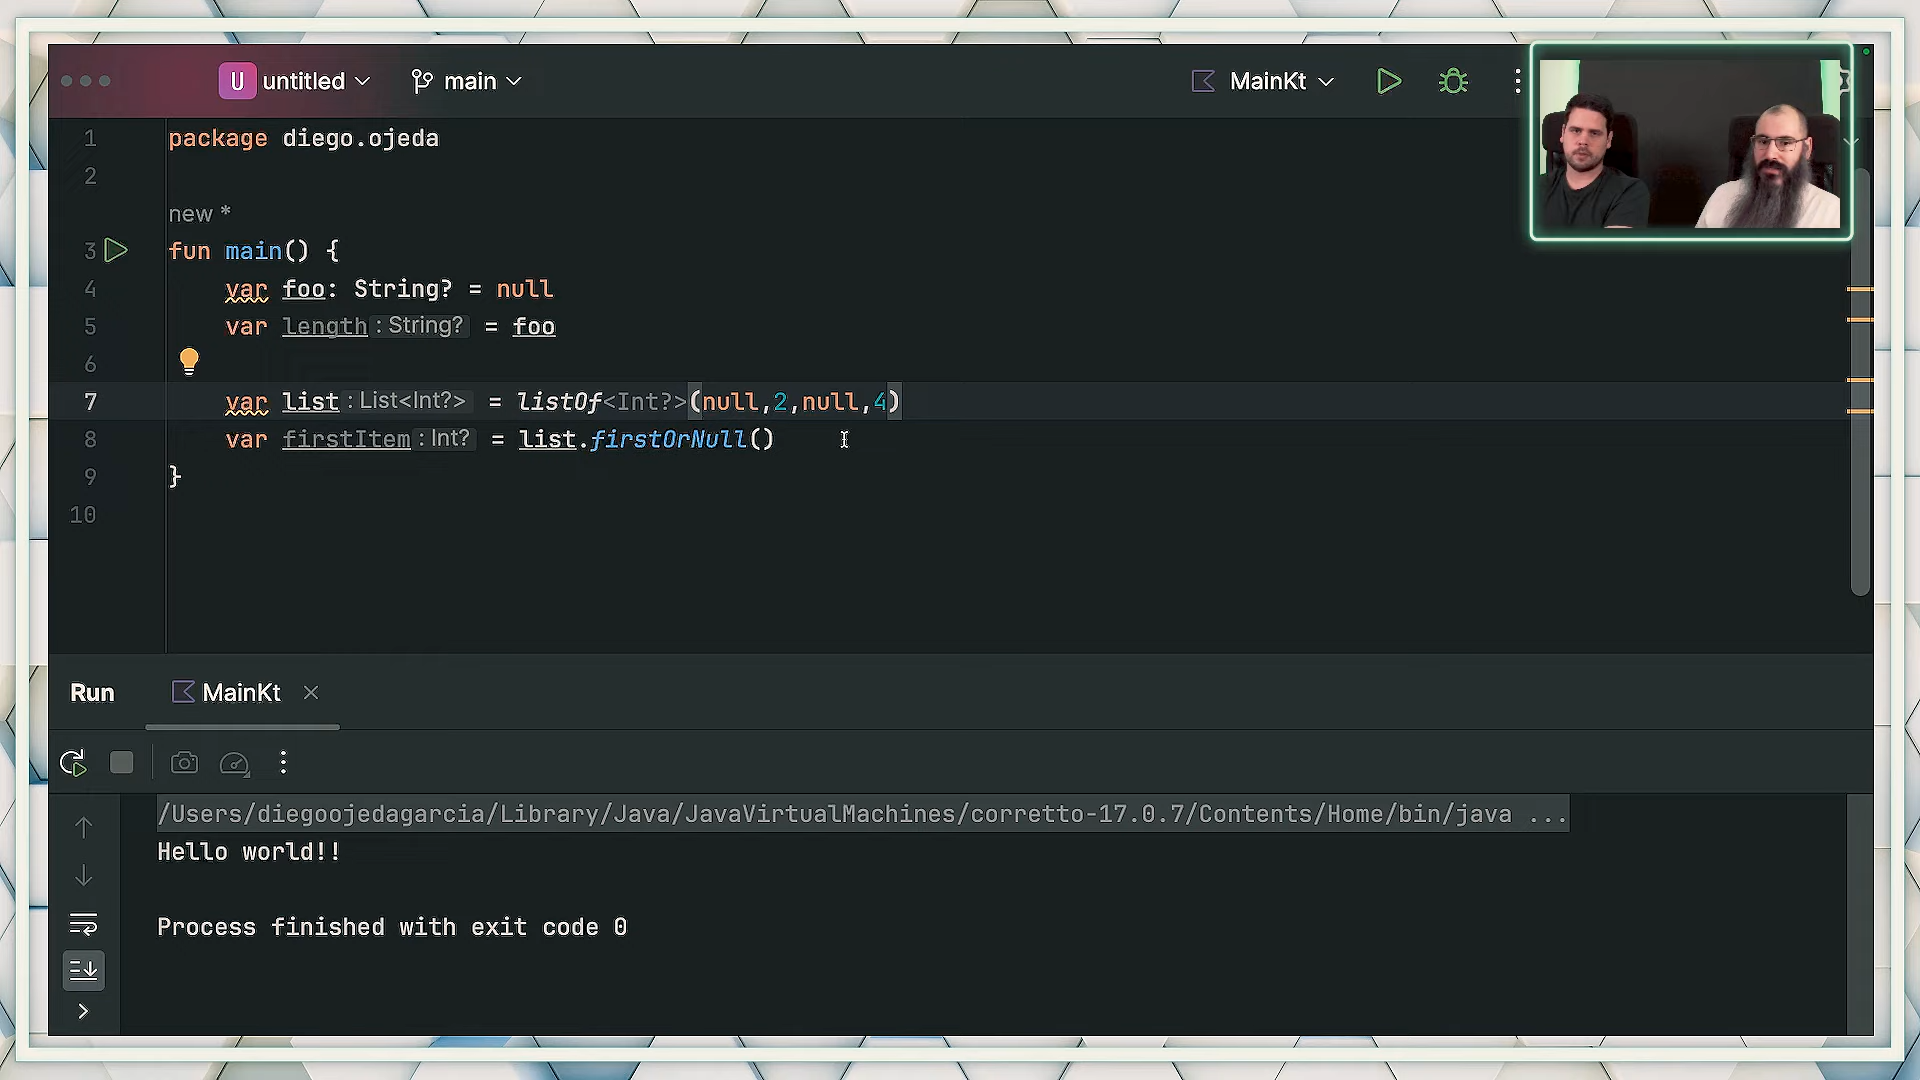 U untitled main MainKt
1 package diego.ojeda
2
new *
3 fun main() {
4 var foo: String? = null
5 var length : String? = foo
6
7 var list : List<Int?> = listOf<Int?>(null,2,null,4)
8 var firstItem : Int? = list.firstOrNull()
9 }
10
Run MainKt
/Users/diegoojedagarcia/Library/Java/JavaVirtualMachines/corretto-17.0.7/Contents/Home/bin/java ...
Hello world!!
Process finished with exit code 0